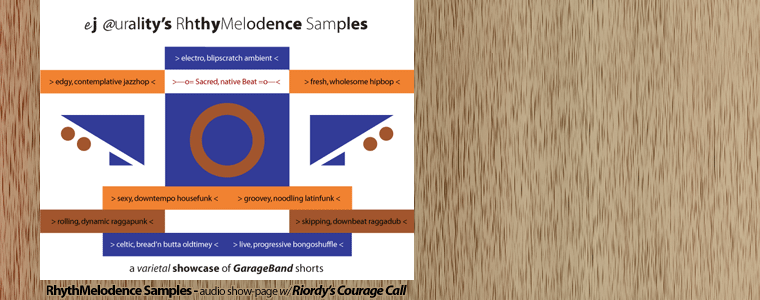 ej @urality's RhthyMelodence Samples
> electro, blipscratch ambient <
> edgy, contemplative jazzhop <
>—o= Sacred, native Beat =o—<
> fresh, wholesome hipbop <
> sexy, downtempo housefunk <
> groovey, noodling latinfunk <
> rolling, dynamic raggapunk <
> skipping, downbeat raggadub <
> celtic, bread'n butta oldtimey <
> live, progressive bongoshuffle <
a varietal showcase of GarageBand shorts
RhythMelodence Samples - audio show-page w/ Riordy's Courage Call